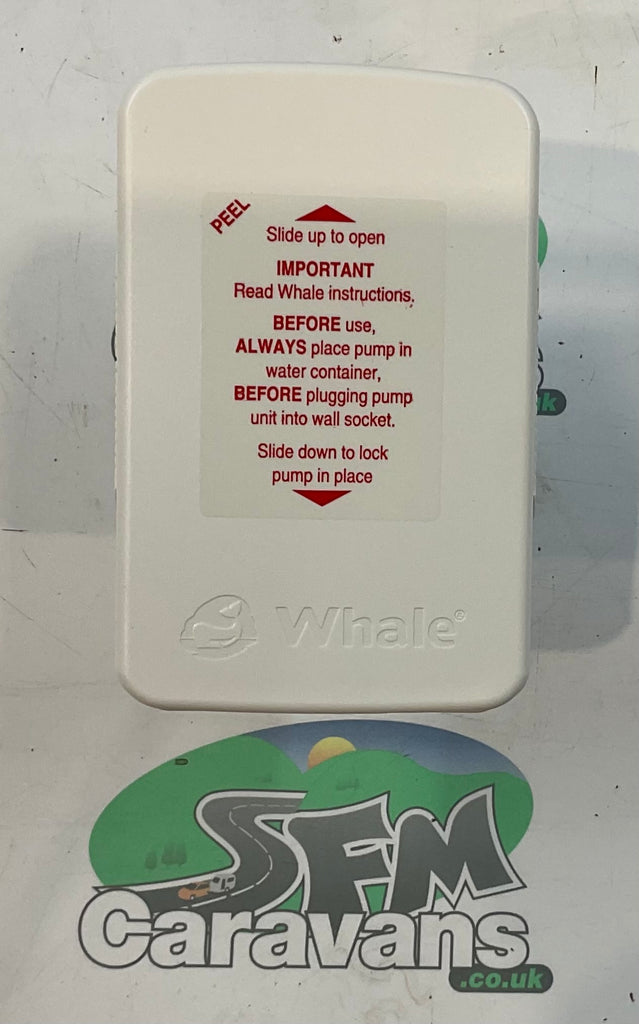 PEEL
Slide up to open
IMPORTANT
Read Whale instructions.
BEFORE use,
ALWAYS place pump in
water container,
BEFORE plugging pump
unit into wall socket.
Slide down to lock
pump in place
Whale®
k
SFM
Caravans
.co.uk